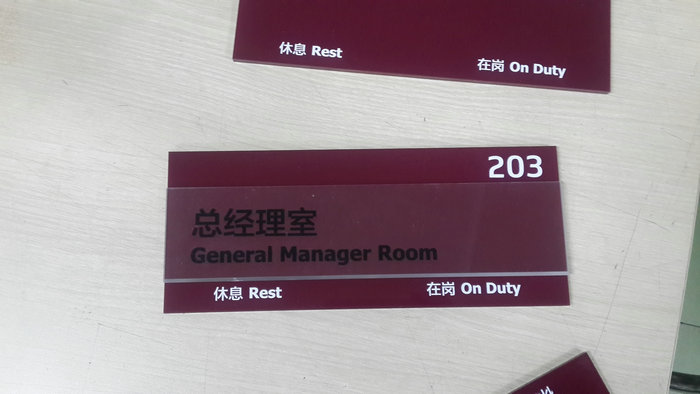 休息 Rest
在岗 On Duty
203
总经理室
General Manager Room
休息 Rest
在岗 On Duty